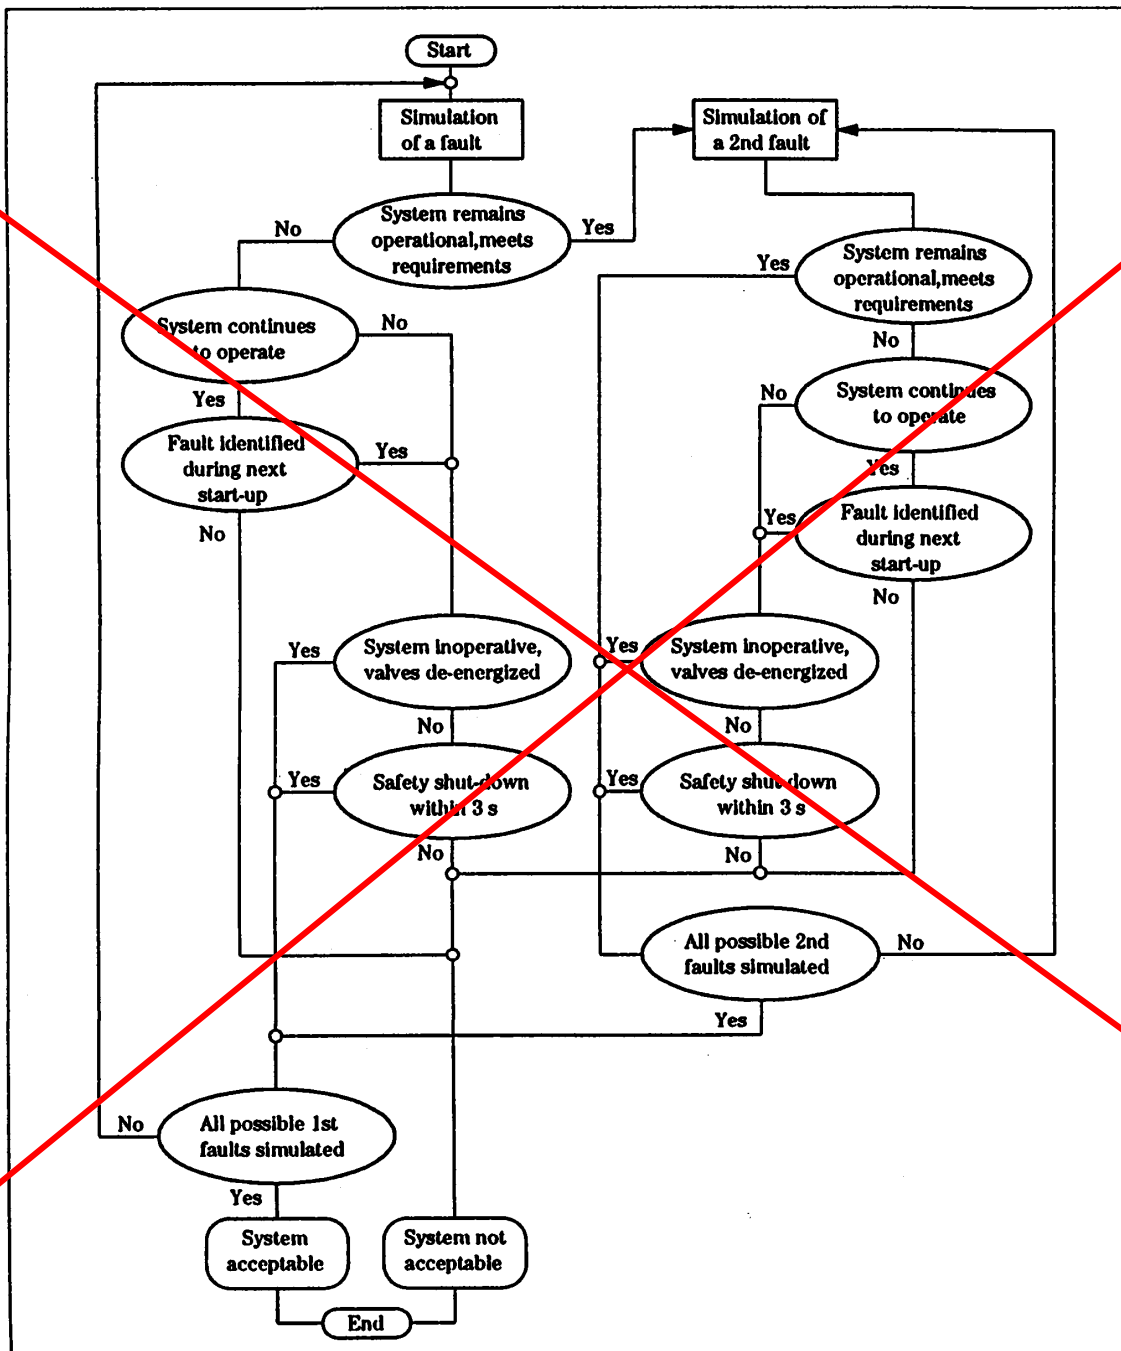 Start
Simulation
of a fault
Simulation of
a 2nd fault
System remains
operational,meets
requirements
No
Yes
System remains
operational,meets
requirements
Yes
No
System continues
to operate
No
Yes
System continues
to operate
No
Yes
Fault identified
during next
start-up
Yes
No
Fault identified
during next
start-up
Yes
No
System inoperative,
valves de-energized
Yes
No
System inoperative,
valves de-energized
Yes
No
Safety shut-down
within 3 s
Yes
No
Safety shut-down
within 3 s
Yes
No
All possible 2nd
faults simulated
No
Yes
All possible 1st
faults simulated
No
Yes
System
acceptable
System not
acceptable
End